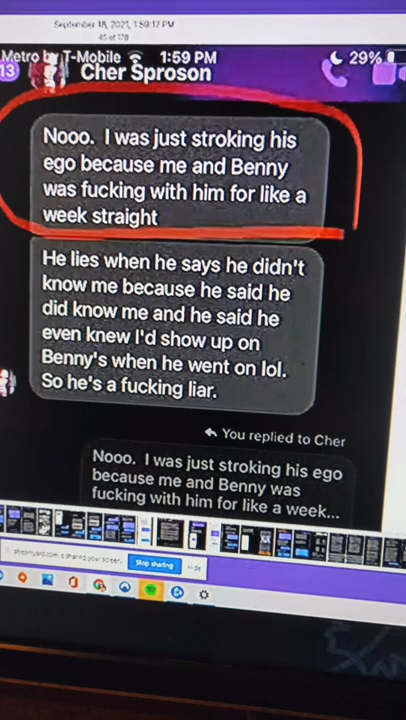 September 18, 2021, 1:59:17 PM
45 of 178
Metro by T-Mobile 1:59 PM 29%
13 Cher Sproson
Nooo. I was just stroking his
ego because me and Benny
was fucking with him for like a
week straight
He lies when he says he didn't
know me because he said he
did know me and he said he
even knew I'd show up on
Benny's when he went on lol.
So he's a fucking liar.
You replied to Cher
Nooo. I was just stroking his ego
because me and Benny was
fucking with him for like a week...
streamyard.com is sharing your screen.
Stop sharing
Hide